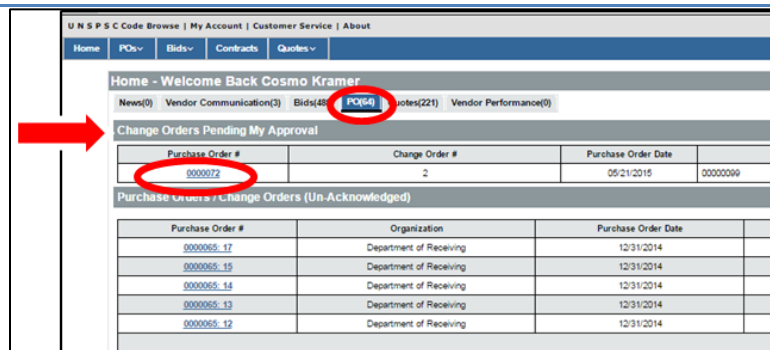 U N S P S C Code Browse | My Account | Customer Service | About
Home POs Bids Contracts Quotes
Home - Welcome Back Cosmo Kramer
News(0) Vendor Communication(3) Bids(48 PO(64) uotes(221) Vendor Performance(0)
Change Orders Pending My Approval
Purchase Order # Change Order # Purchase Order Date
0000072 2 05/21/2015 00000099
Purchase Orders / Change Orders (Un-Acknowledged)
Purchase Order # Organization Purchase Order Date
0000065: 17 Department of Receiving 12/31/2014
0000065: 15 Department of Receiving 12/31/2014
0000065: 14 Department of Receiving 12/31/2014
0000065: 13 Department of Receiving 12/31/2014
0000065: 12 Department of Receiving 12/31/2014